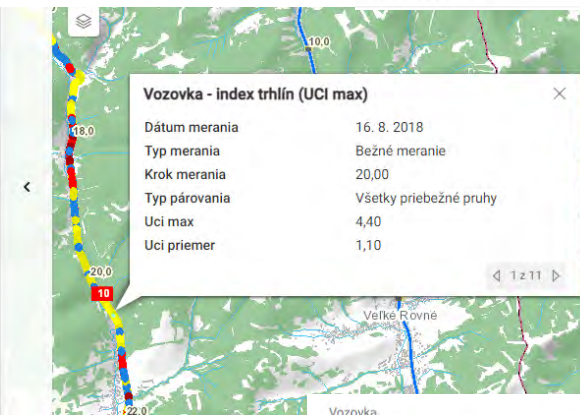 10,0
Vozovka - index trhlín (UCI max)
Dátum merania 16. 8. 2018
18,0
Typ merania Bežné meranie
Krok merania 20,00
Typ párovania Všetky priebežné pruhy
Uci max 4,40
Uci priemer 1,10
20,0
1 z 11
10
Veľké Rovné
22,0
Vozovka